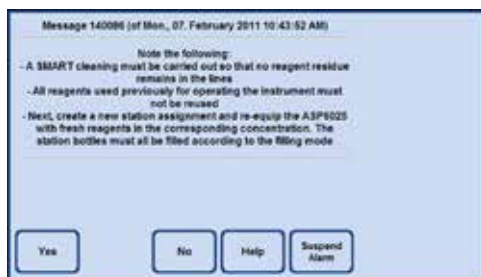 Message 140086 (of Mon., 07. February 2011 10:43:52 AM)
Note the following:
- A SMART cleaning must be carried out so that no reagent residue
remains in the lines
- All reagents used previously for operating the instrument must
not be reused
- Next, create a new station assignment and re-equip the ASP6025
with fresh reagents in the corresponding concentration. The
station bottles must all be filled according to the filling mode
Yes
No
Help
Suspend
Alarm